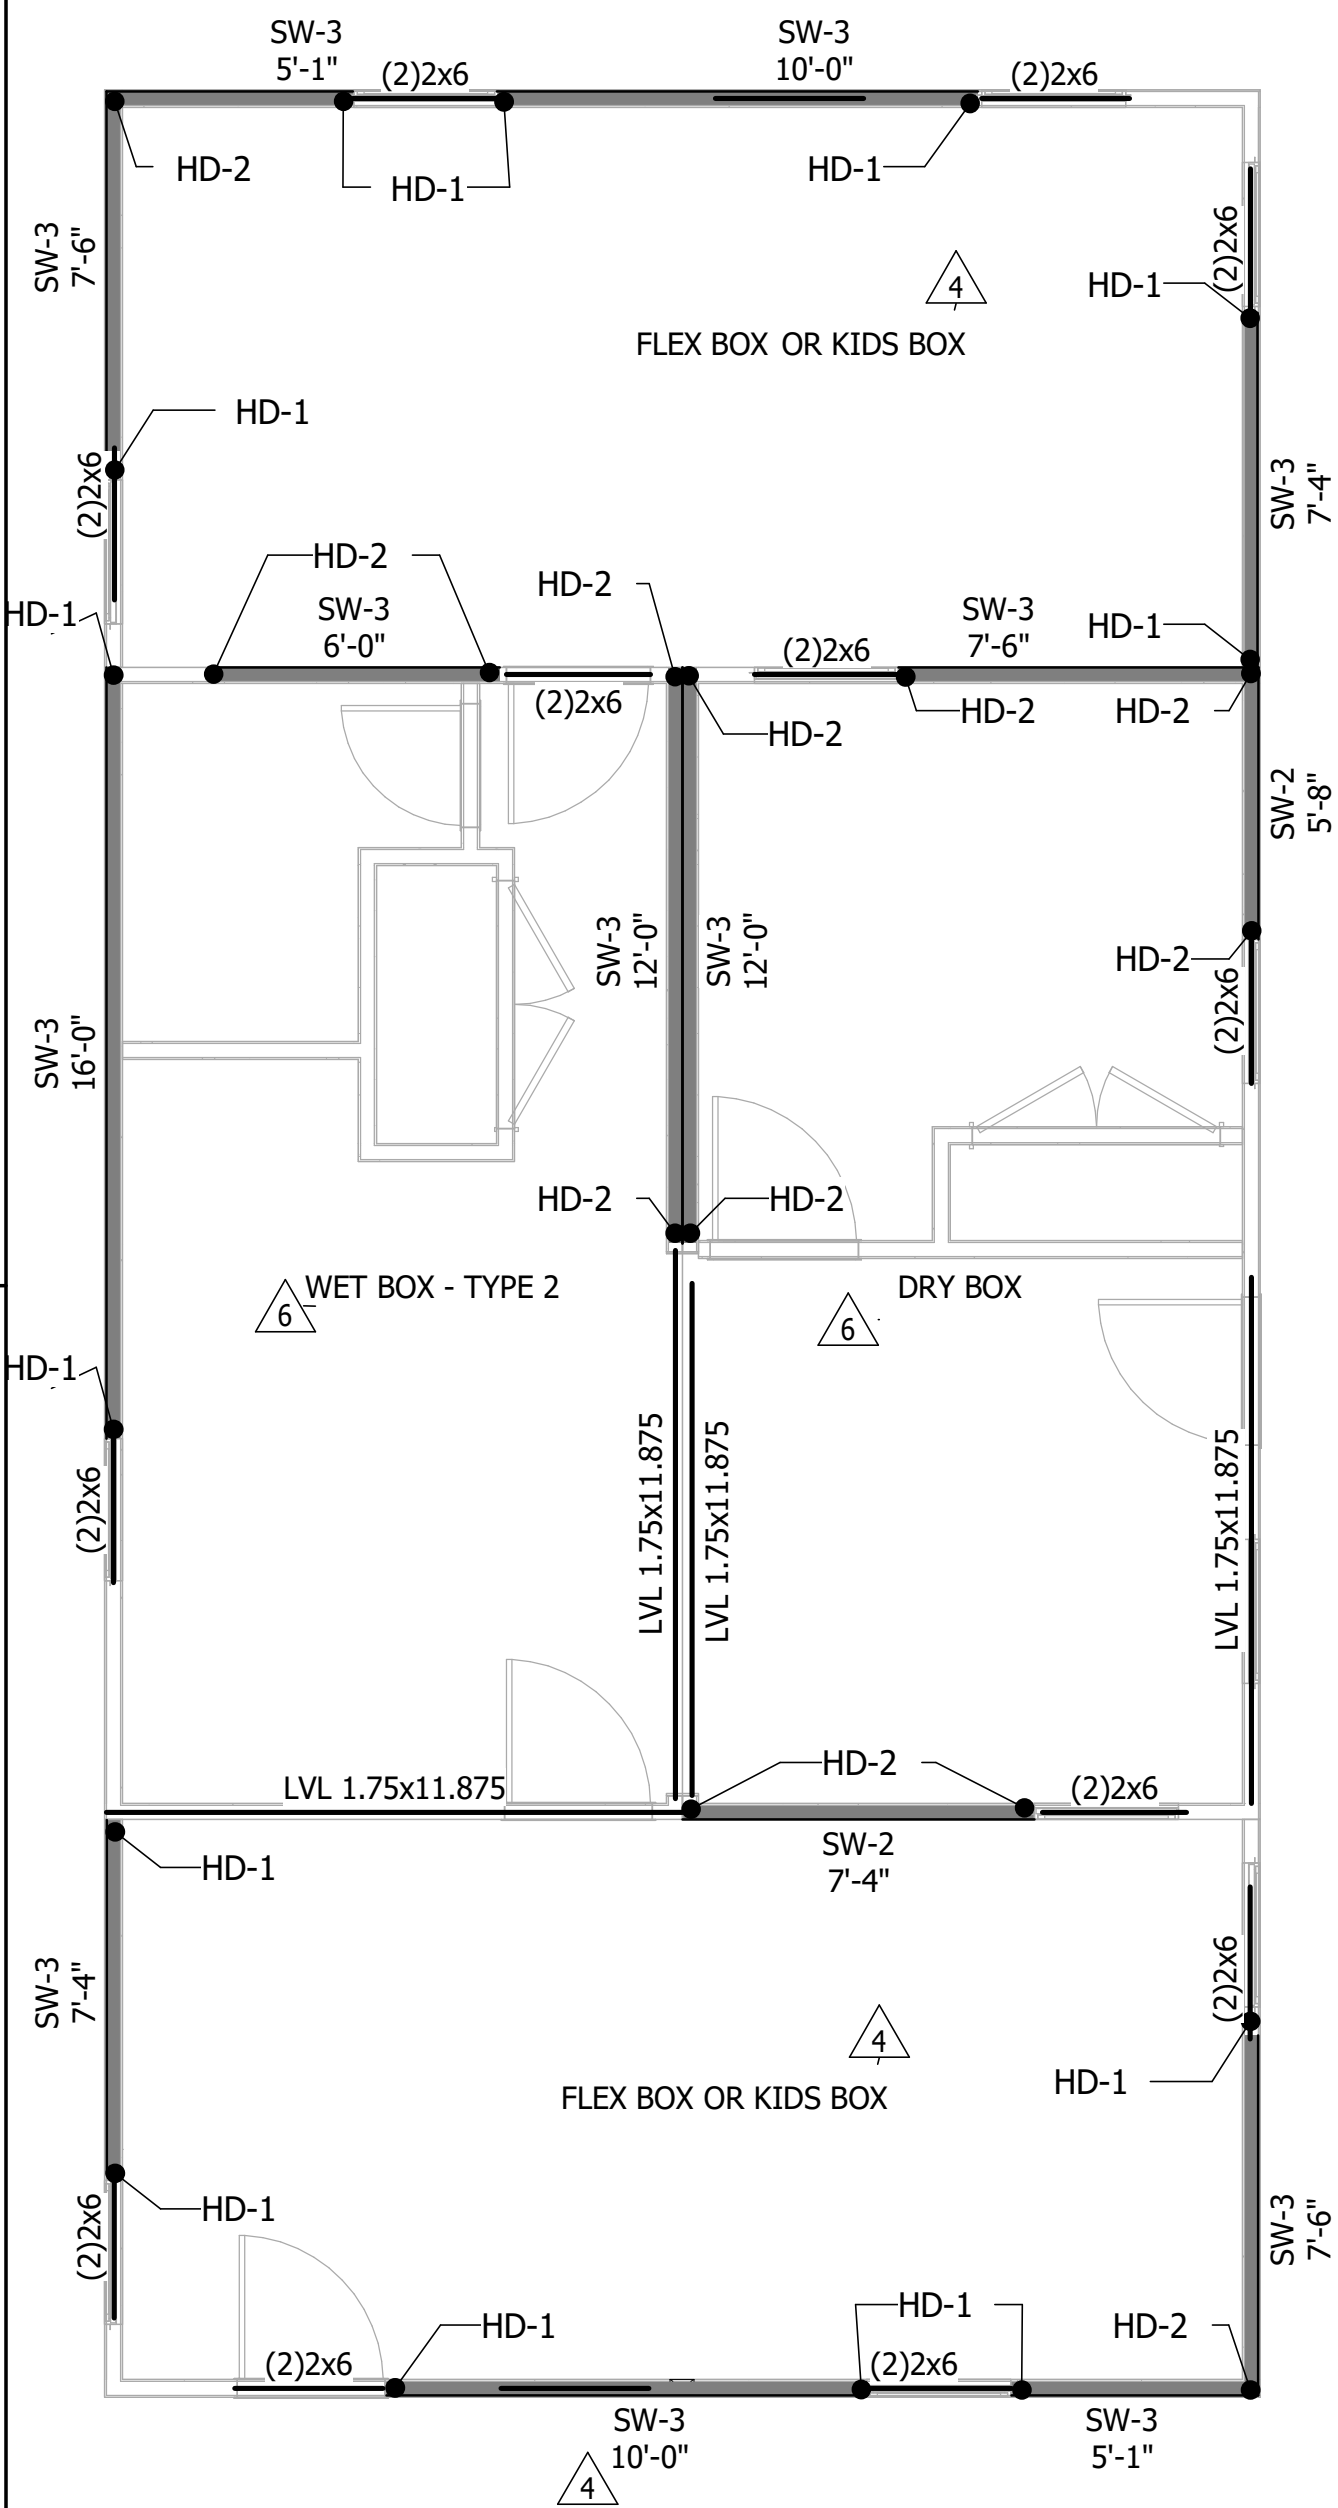 SW-3
5'-1"
(2)2x6
SW-3
10'-0"
(2)2x6
HD-2
HD-1
HD-1
SW-3
7'-6"
(2)2x6
HD-1
4
FLEX BOX OR KIDS BOX
HD-1
(2)2x6
SW-3
7'-4"
HD-2
HD-2
HD-1
SW-3
6'-0"
SW-3
7'-6"
HD-1
(2)2x6
(2)2x6
HD-2
HD-2
HD-2
SW-2
5'-8"
SW-3
12'-0"
SW-3
12'-0"
HD-2
(2)2x6
SW-3
16'-0"
HD-2
HD-2
WET BOX - TYPE 2
6
DRY BOX
6
HD-1
(2)2x6
LVL 1.75x11.875
LVL 1.75x11.875
LVL 1.75x11.875
LVL 1.75x11.875
HD-2
(2)2x6
SW-2
7'-4"
HD-1
SW-3
7'-4"
(2)2x6
4
HD-1
FLEX BOX OR KIDS BOX
HD-1
(2)2x6
SW-3
7'-6"
HD-1
HD-1
HD-2
(2)2x6
(2)2x6
SW-3
10'-0"
SW-3
5'-1"
4